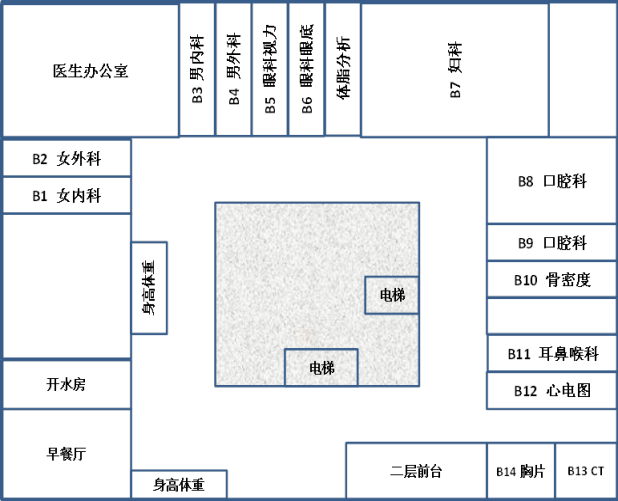 医生办公室
B3 男内科
B4 男外科
B5 眼科视力
B6 眼科眼底
体脂分析
B7 妇科
B2 女外科
B1 女内科
B8 口腔科
B9 口腔科
B10 骨密度
身高体重
电梯
电梯
B11 耳鼻喉科
B12 心电图
开水房
早餐厅
身高体重
二层前台
B14 胸片
B13 CT